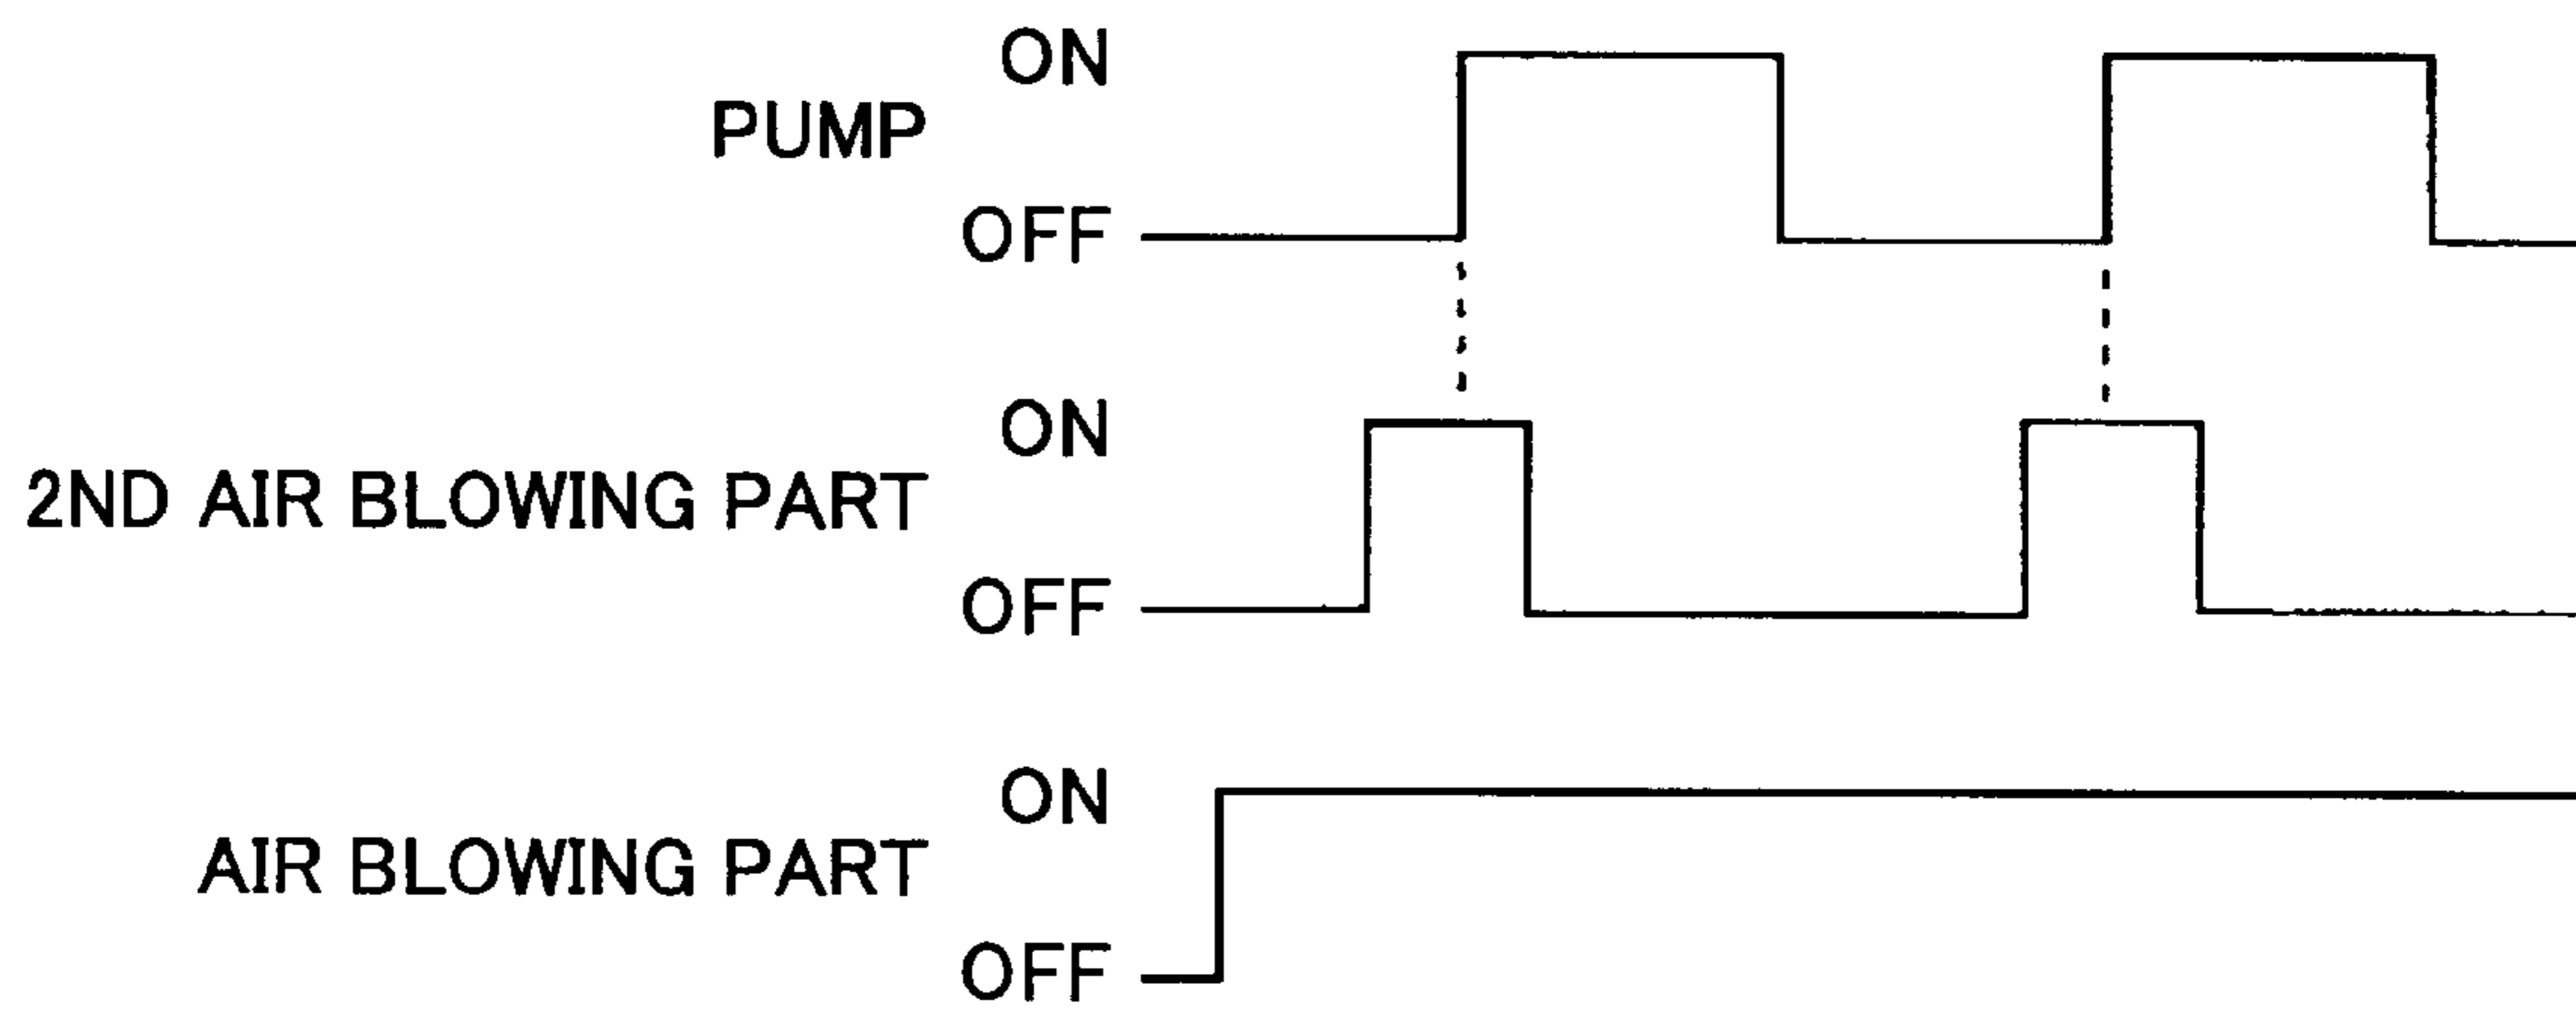 ON
PUMP
OFF
ON
2ND AIR BLOWING PART
OFF
ON
AIR BLOWING PART
OFF